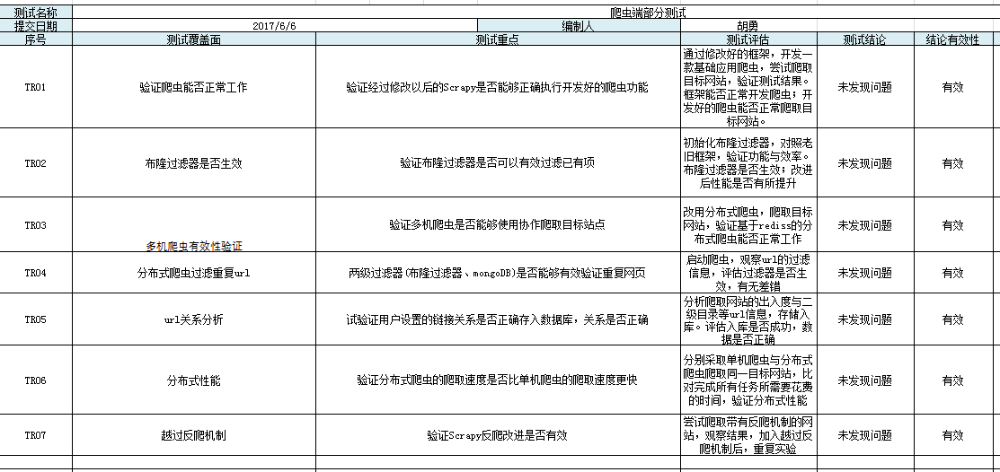 测试名称 爬虫端部分测试
提交日期 2017/6/6 编制人 胡勇
序号 测试覆盖面 测试重点 测试评估 测试结论 结论有效性
TR01 验证爬虫能否正常工作 验证经过修改以后的Scrapy是否能够正确执行开发好的爬虫功能
通过修改好的框架，开发一
款基础应用爬虫，尝试爬取
目标网站，验证测试结果。
框架能否正常开发爬虫；开
发好的爬虫能否正常爬取目
标网站。
未发现问题 有效
TR02 布隆过滤器是否生效 验证布隆过滤器是否可以有效过滤已有项
初始化布隆过滤器，对照老
旧框架，验证功能与效率。
布隆过滤器是否生效；改进
后性能是否有所提升
未发现问题 有效
TR03 多机爬虫有效性验证 验证多机爬虫是否能够使用协作爬取目标站点
改用分布式爬虫，爬取目标
网站，验证基于rediss的分
布式爬虫能否正常工作
未发现问题 有效
TR04 分布式爬虫过滤重复url 两级过滤器(布隆过滤器、mongoDB)是否能够有效验证重复网页
启动爬虫，观察url的过滤
信息，评估过滤器是否生
效，有无差错
未发现问题 有效
TR05 url关系分析 试验证用户设置的链接关系是否正确存入数据库，关系是否正确
分析爬取网站的出入度与二
级目录等url信息，存储入
库。评估入库是否成功，数
据是否正确
未发现问题 有效
TR06 分布式性能 验证分布式爬虫的爬取速度是否比单机爬虫的爬取速度更快
分别采取单机爬虫与分布式
爬虫爬取同一目标网站，比
对完成所有任务所需要花费
的时间，验证分布式性能
未发现问题 有效
TR07 越过反爬机制 验证Scrapy反爬改进是否有效
尝试爬取带有反爬机制的网
站，观察结果，加入越过反
爬机制后，重复实验
未发现问题 有效